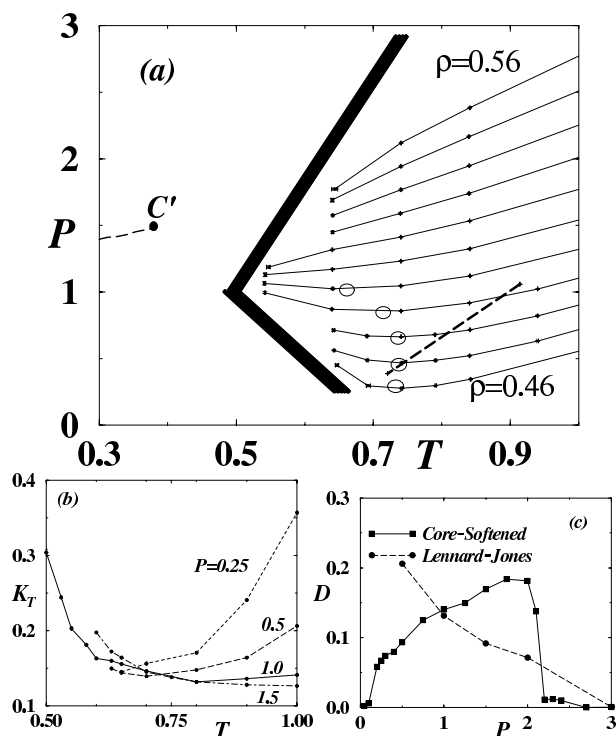 3
(a)
ρ=0.56
2
C'
P
1
ρ=0.46
0
0.3 0.5 0.7 T 0.9
0.4
(b)
P=0.25
0.3
K_T
0.5
0.2
1.0
1.5
0.1
0.50 T 0.75 1.00
0.3
(c)
Core-Softened
Lennard-Jones
0.2
D
0.1
0.0
0 1 P 2 3